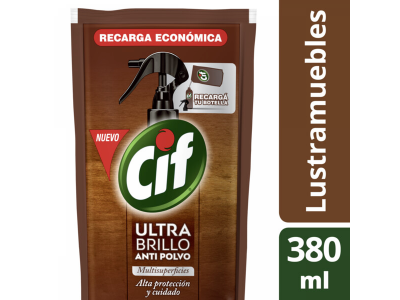 RECARGA ECONÓMICA
RECARGÁ
TU BOTELLA
NUEVO
Cif
ULTRA
BRILLO
ANTI POLVO
Multisuperficies
Alta protección
y cuidado
Lustramuebles
380
ml